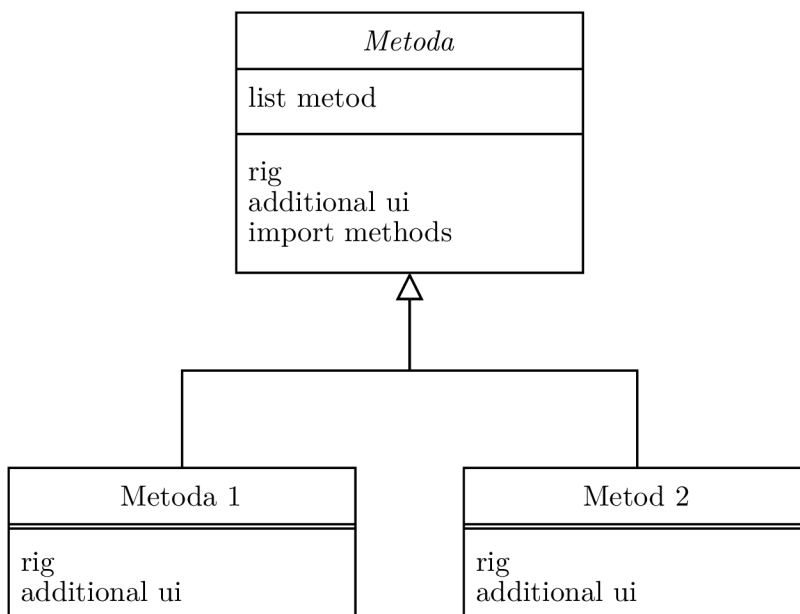 Metoda
list metod
rig
additional ui
import methods
Metoda 1
rig
additional ui
Metod 2
rig
additional ui